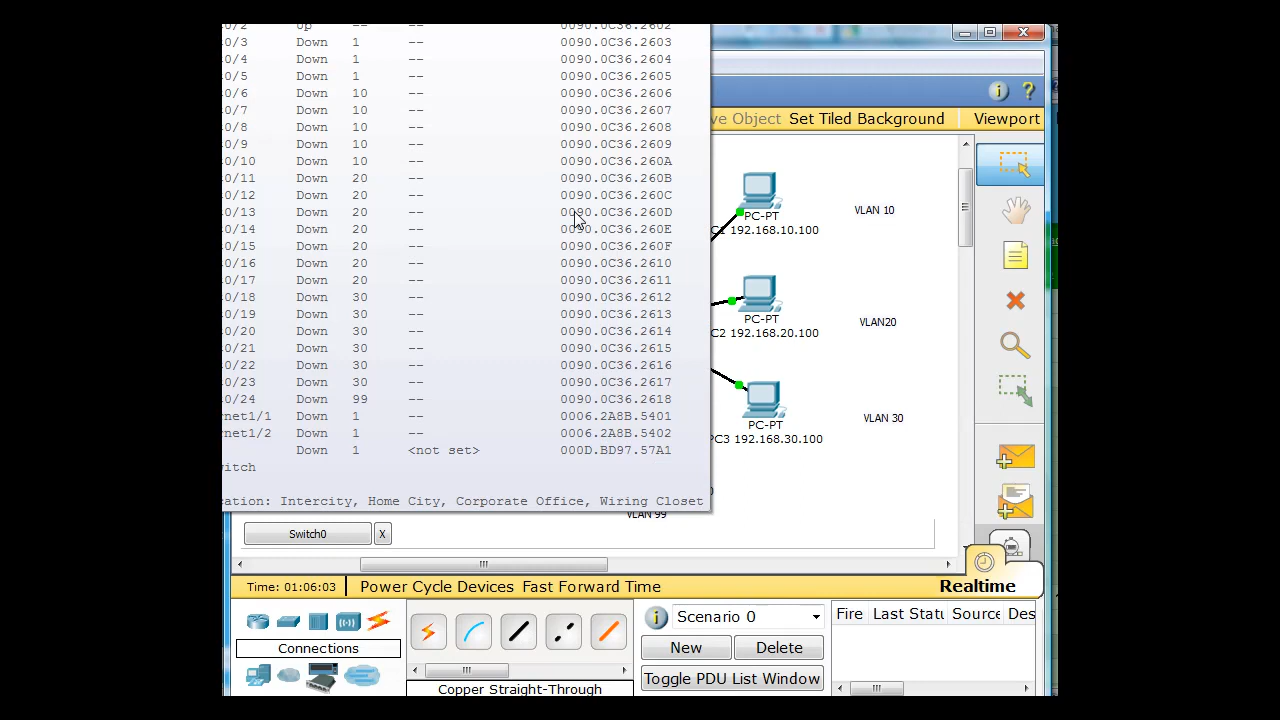 0/2 Up -- -- 0090.0C36.2602
0/3 Down 1 -- 0090.0C36.2603
0/4 Down 1 -- 0090.0C36.2604
0/5 Down 1 -- 0090.0C36.2605
0/6 Down 10 -- 0090.0C36.2606
0/7 Down 10 -- 0090.0C36.2607
0/8 Down 10 -- 0090.0C36.2608
0/9 Down 10 -- 0090.0C36.2609
0/10 Down 10 -- 0090.0C36.260A
0/11 Down 20 -- 0090.0C36.260B
0/12 Down 20 -- 0090.0C36.260C
0/13 Down 20 -- 0090.0C36.260D
0/14 Down 20 -- 0090.0C36.260E
0/15 Down 20 -- 0090.0C36.260F
0/16 Down 20 -- 0090.0C36.2610
0/17 Down 20 -- 0090.0C36.2611
0/18 Down 30 -- 0090.0C36.2612
0/19 Down 30 -- 0090.0C36.2613
0/20 Down 30 -- 0090.0C36.2614
0/21 Down 30 -- 0090.0C36.2615
0/22 Down 30 -- 0090.0C36.2616
0/23 Down 30 -- 0090.0C36.2617
0/24 Down 99 -- 0090.0C36.2618
rnet1/1 Down 1 -- 0006.2A8B.5401
rnet1/2 Down 1 -- 0006.2A8B.5402
Down 1 <not set> 000D.BD97.57A1
witch
ation: Intercity, Home City, Corporate Office, Wiring Closet
ve Object Set Tiled Background Viewport
PC-PT
C1 192.168.10.100
VLAN 10
PC-PT
C2 192.168.20.100
VLAN20
PC-PT
PC3 192.168.30.100
VLAN 30
VLAN 99
Switch0 X
Time: 01:06:03 Power Cycle Devices Fast Forward Time Realtime
Connections
Copper Straight-Through
Scenario 0
New Delete
Toggle PDU List Window
Fire Last Statu Source Des